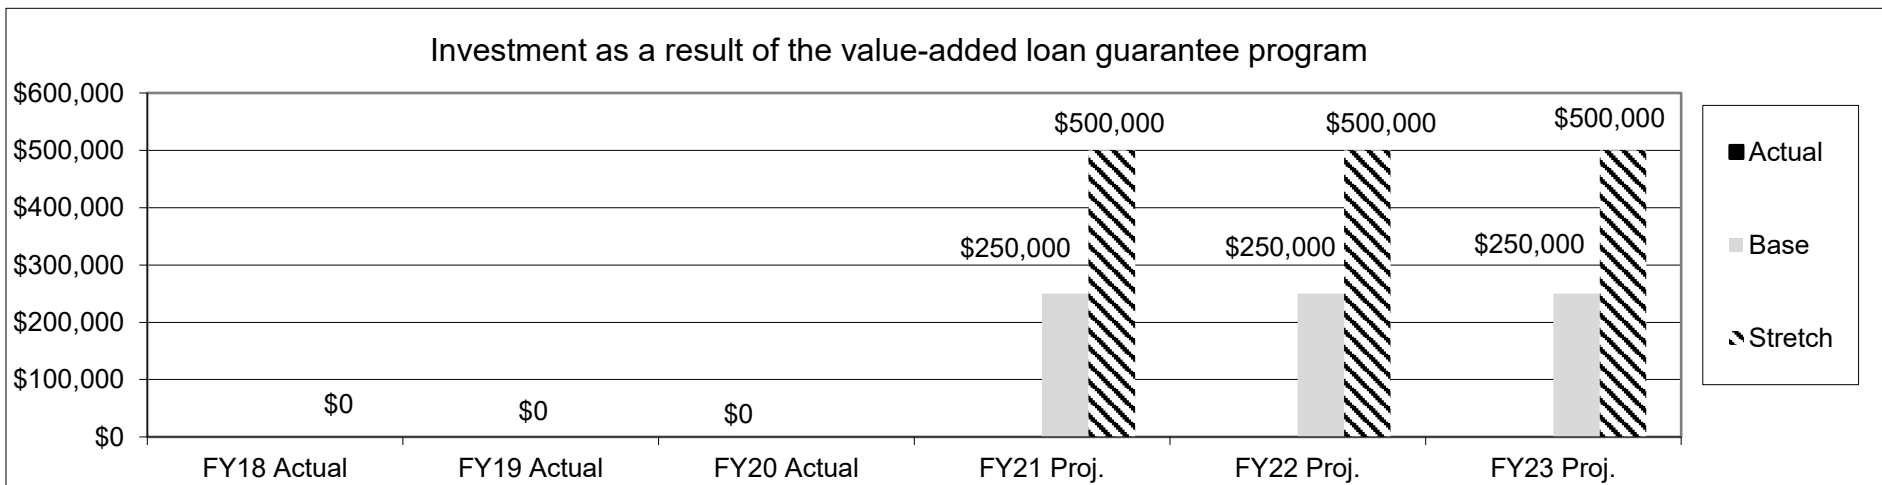 Investment as a result of the value-added loan guarantee program
$600,000
$500,000
$400,000
$300,000
$200,000
$100,000
$0
$0
$0
$0
$250,000
$500,000
$250,000
$500,000
$250,000
$500,000
FY18 Actual
FY19 Actual
FY20 Actual
FY21 Proj.
FY22 Proj.
FY23 Proj.
Actual
Base
Stretch